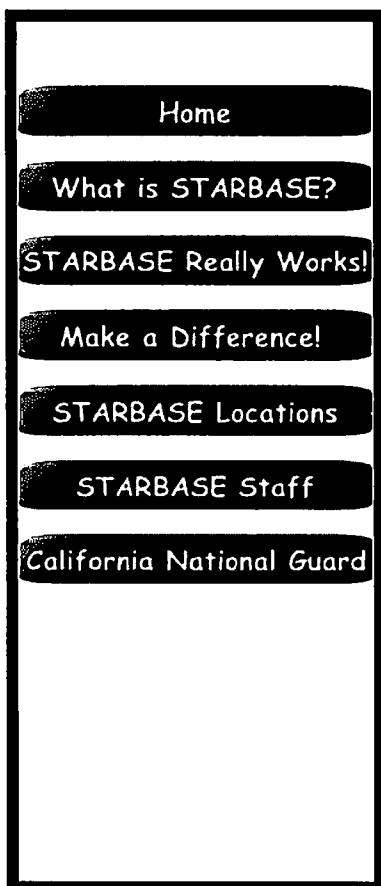 Home
What is STARBASE?
STARBASE Really Works!
Make a Difference!
STARBASE Locations
STARBASE Staff
California National Guard